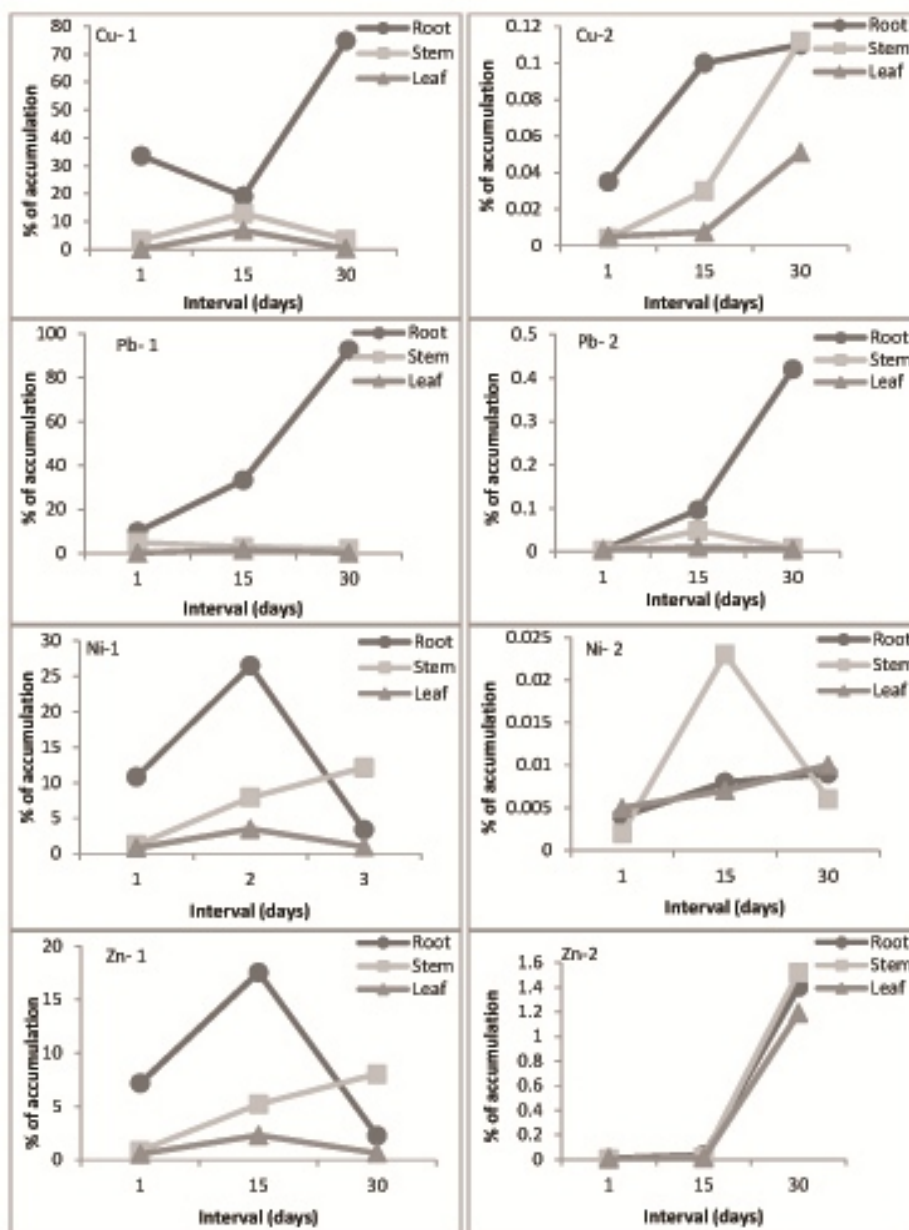 Cu- 1
Root
Stem
Leaf
% of accumulation
80
70
60
50
40
30
20
10
0
1 15 30
Interval (days)
Cu-2
Root
Stem
Leaf
% of accumulation
0.12
0.1
0.08
0.06
0.04
0.02
0
1 15 30
Interval (days)
Pb- 1
Root
Stem
Leaf
% of accumulation
100
80
60
40
20
0
1 15 30
Interval (days)
Pb- 2
Root
Stem
Leaf
% of accumulation
0.5
0.4
0.3
0.2
0.1
0
1 15 30
Interval (days)
Ni-1
Root
Stem
Leaf
% of accumulation
30
25
20
15
10
5
0
1 2 3
Interval (days)
Ni- 2
Root
Stem
Leaf
% of accumulation
0.025
0.02
0.015
0.01
0.005
0
1 15 30
Interval (days)
Zn- 1
Root
Stem
Leaf
% of accumulation
20
15
10
5
0
1 15 30
Interval (days)
Zn-2
Root
Stem
Leaf
% of accumulation
1.6
1.4
1.2
1
0.8
0.6
0.4
0.2
0
1 15 30
Interval (days)